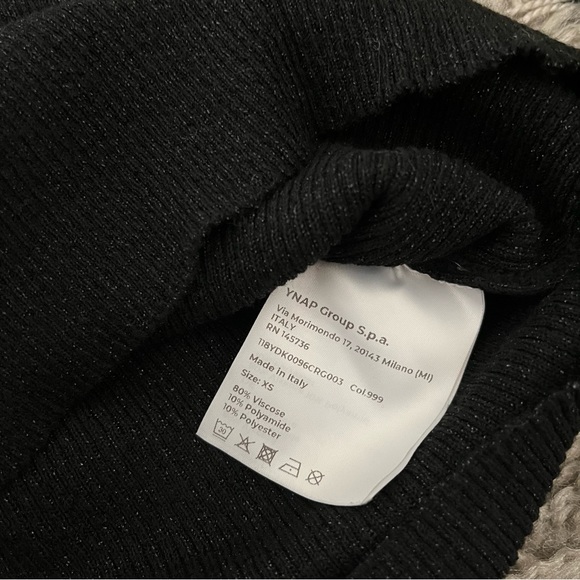 YNAP Group S.p.a.
Via Morimondo 17, 20143 Milano (MI)
ITALY
RN 145736
118YDK0096CRG003 Col.999
Made in Italy
Size: XS
80% Viscose
10% Polyamide
10% Polyester
30